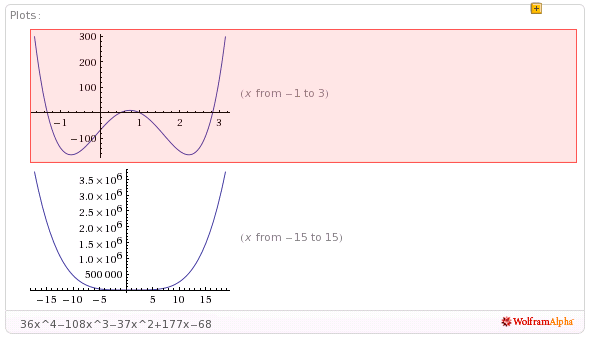 Plots:
300
200
100
−100
−1 1 2 3
(x from −1 to 3)
3.5×10^6
3.0×10^6
2.5×10^6
2.0×10^6
1.5×10^6
1.0×10^6
500 000
−15 −10 −5 5 10 15
(x from −15 to 15)
36x^4−108x^3−37x^2+177x−68
WolframAlpha